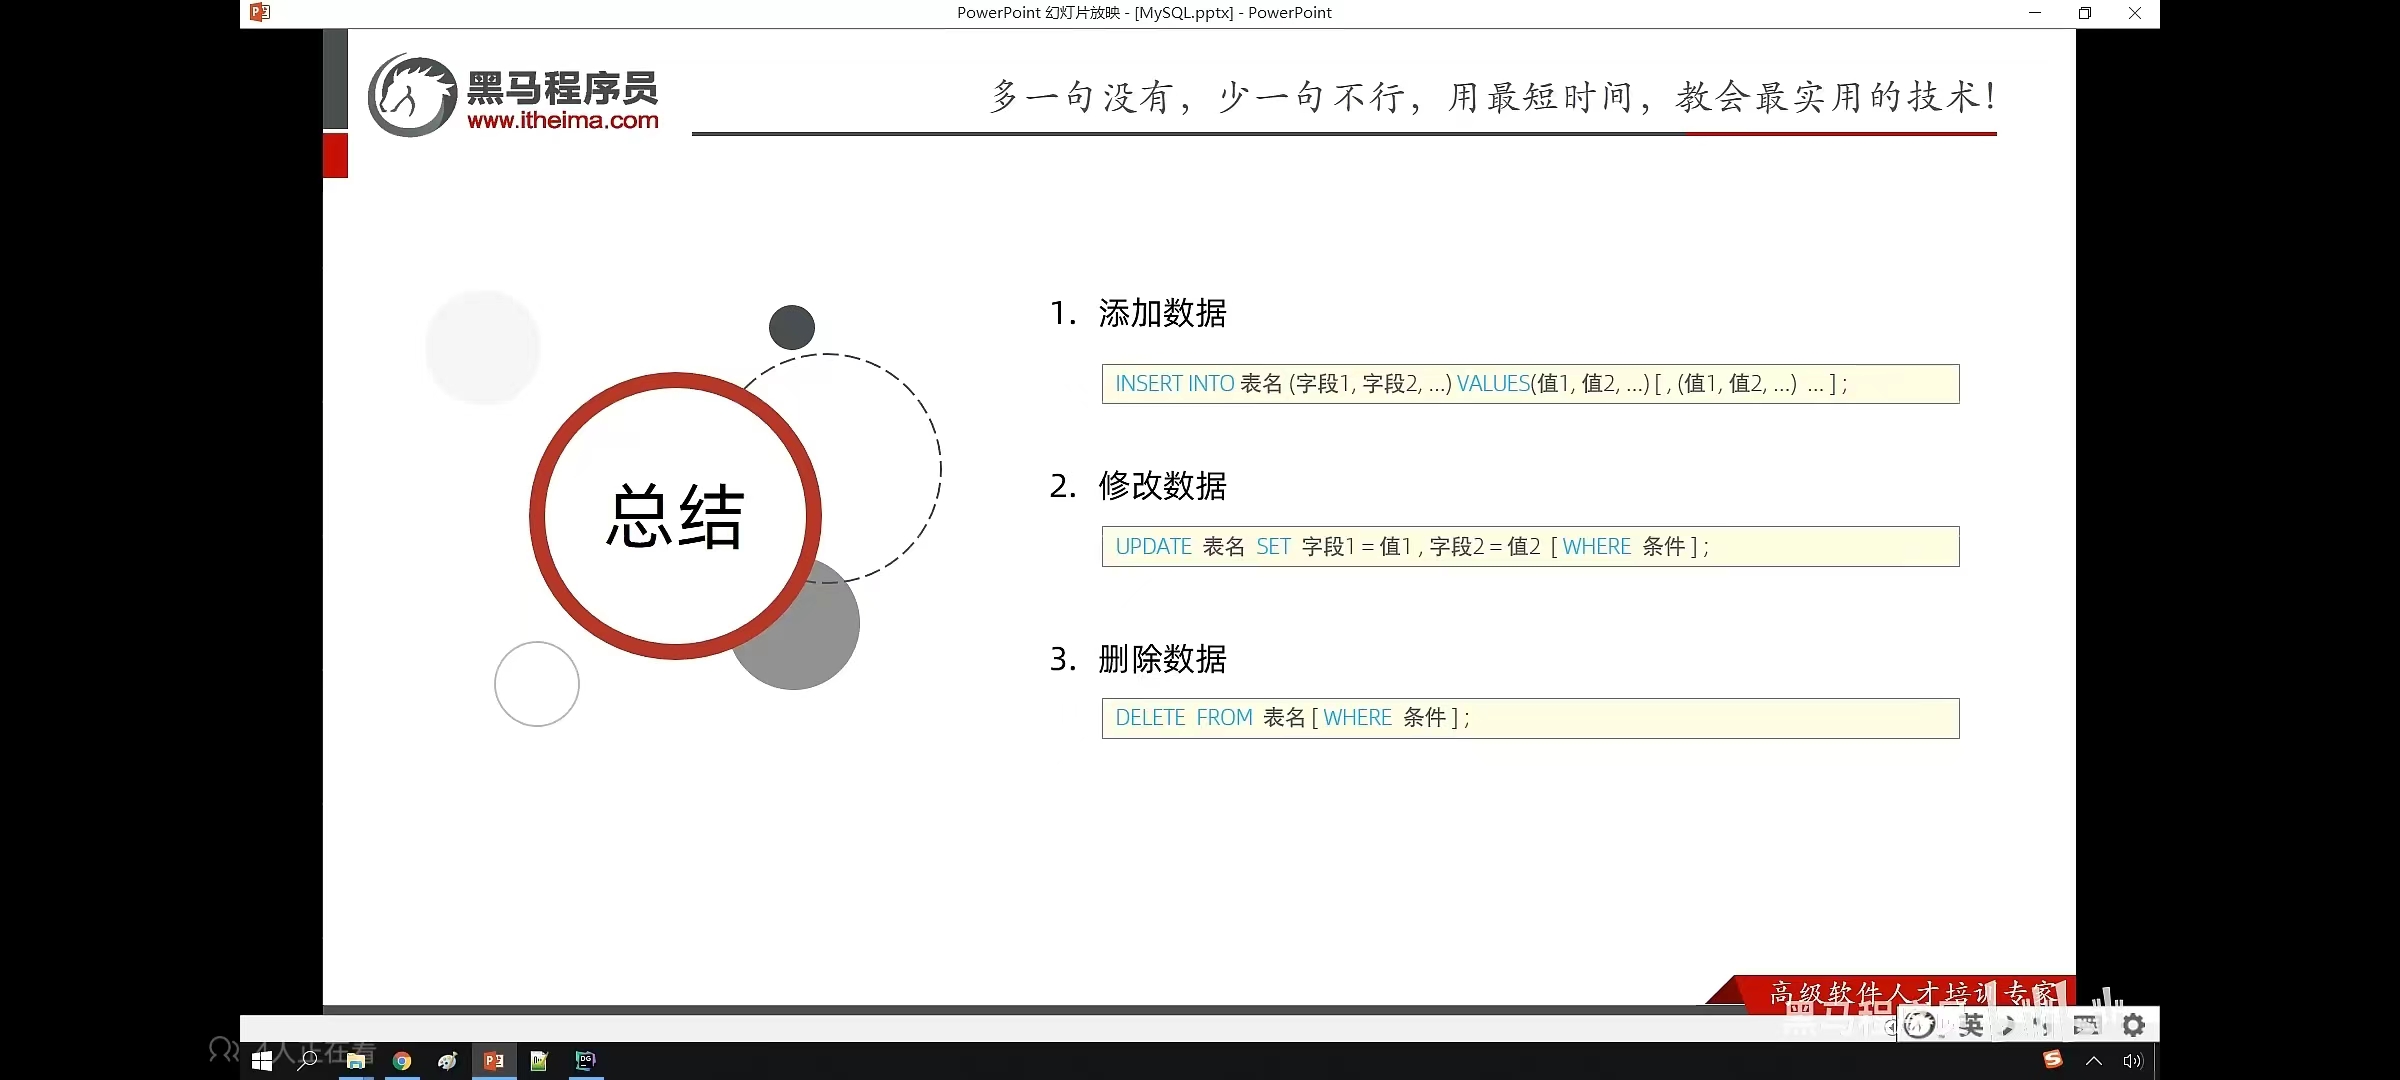 PowerPoint 幻灯片放映 - [MySQL.pptx] - PowerPoint
黑马程序员
www.itheima.com
多一句没有，少一句不行，用最短时间，教会最实用的技术！
总结
1. 添加数据
INSERT INTO 表名 (字段1, 字段2, ...) VALUES(值1, 值2, ...) [ , (值1, 值2, ...) ... ] ;
2. 修改数据
UPDATE 表名 SET 字段1 = 值1 , 字段2 = 值2 [ WHERE 条件 ] ;
3. 删除数据
DELETE FROM 表名 [ WHERE 条件 ] ;
高级软件人才培训专家
黑马程序员
英
4人正在看